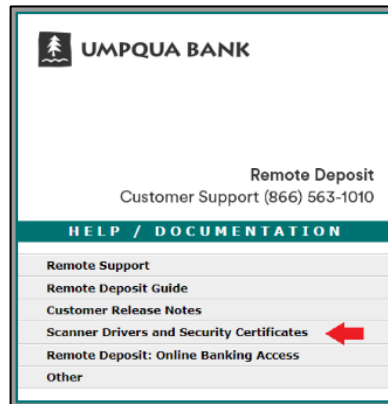 UMPQUA BANK
Remote Deposit
Customer Support (866) 563-1010
HELP / DOCUMENTATION
Remote Support
Remote Deposit Guide
Customer Release Notes
Scanner Drivers and Security Certificates
Remote Deposit: Online Banking Access
Other